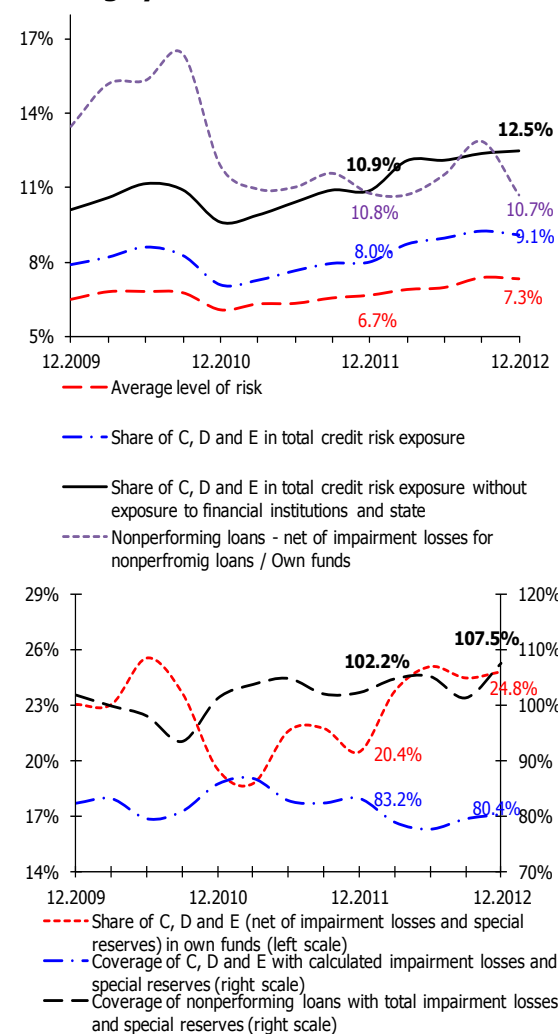 17%
14%
11%
8%
5%
12.5%
10.9%
10.8%
10.7%
9.1%
8.0%
7.3%
6.7%
12.2009 12.2010 12.2011 12.2012
Average level of risk
Share of C, D and E in total credit risk exposure
Share of C, D and E in total credit risk exposure without
exposure to financial institutions and state
Nonperforming loans - net of impairment losses for
nonperfromig loans / Own funds
29% 120%
26% 110%
23% 100%
20% 90%
17% 80%
14% 70%
107.5%
102.2%
24.8%
20.4%
83.2%
80.4%
12.2009 12.2010 12.2011 12.2012
Share of C, D and E (net of impairment losses and special
reserves) in own funds (left scale)
Coverage of C, D and E with calculated impairment losses and
special reserves (right scale)
Coverage of nonperforming loans with total impairment losses
and special reserves (right scale)